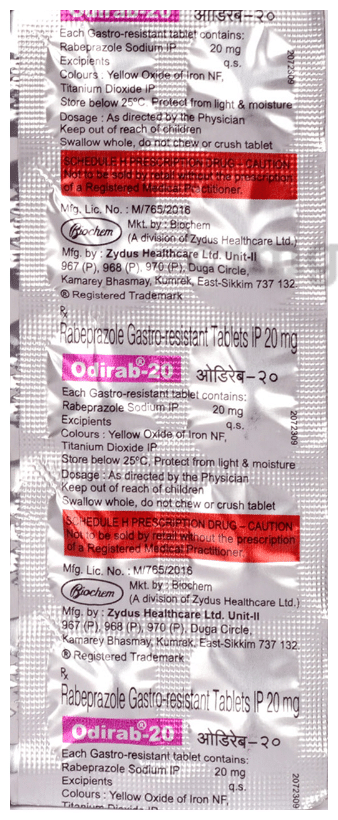 Odirab-20 ओडिरेब-२०
Each Gastro-resistant tablet contains:
Rabeprazole Sodium IP 20 mg
Excipients q.s.
Colours : Yellow Oxide of Iron NF,
Titanium Dioxide IP
Store below 25°C, Protect from light & moisture
Dosage : As directed by the Physician
Keep out of reach of children
Swallow whole, do not chew or crush tablet
2072309
SCHEDULE H PRESCRIPTION DRUG – CAUTION
Not to be sold by retail without the prescription
of a Registered Medical Practitioner.
Mfg. Lic. No. : M/765/2016
Biochem Mkt. by : Biochem
(A division of Zydus Healthcare Ltd.)
Mfg. by : Zydus Healthcare Ltd. Unit-II
967 (P), 968 (P), 970 (P), Duga Circle,
Kamarey Bhasmay, Kumrek, East-Sikkim 737 132.
® Registered Trademark
mg
℞
Rabeprazole Gastro-resistant Tablets IP 20 mg
Odirab®-20 ओडिरेब-२०
Each Gastro-resistant tablet contains:
Rabeprazole Sodium IP 20 mg
Excipients q.s.
Colours : Yellow Oxide of Iron NF,
Titanium Dioxide IP
Store below 25°C, Protect from light & moisture
Dosage : As directed by the Physician
Keep out of reach of children
Swallow whole, do not chew or crush tablet
2072309
SCHEDULE H PRESCRIPTION DRUG – CAUTION
Not to be sold by retail without the prescription
of a Registered Medical Practitioner.
Mfg. Lic. No. : M/765/2016
Biochem Mkt. by : Biochem
(A division of Zydus Healthcare Ltd.)
Mfg. by : Zydus Healthcare Ltd. Unit-II
967 (P), 968 (P), 970 (P), Duga Circle,
Kamarey Bhasmay, Kumrek, East-Sikkim 737 132.
® Registered Trademark
℞
Rabeprazole Gastro-resistant Tablets IP 20 mg
Odirab®-20 ओडिरेब-२०
Each Gastro-resistant tablet contains:
Rabeprazole Sodium IP 20 mg
Excipients q.s.
Colours : Yellow Oxide of Iron NF,
Titanium Dioxide IP
2072309